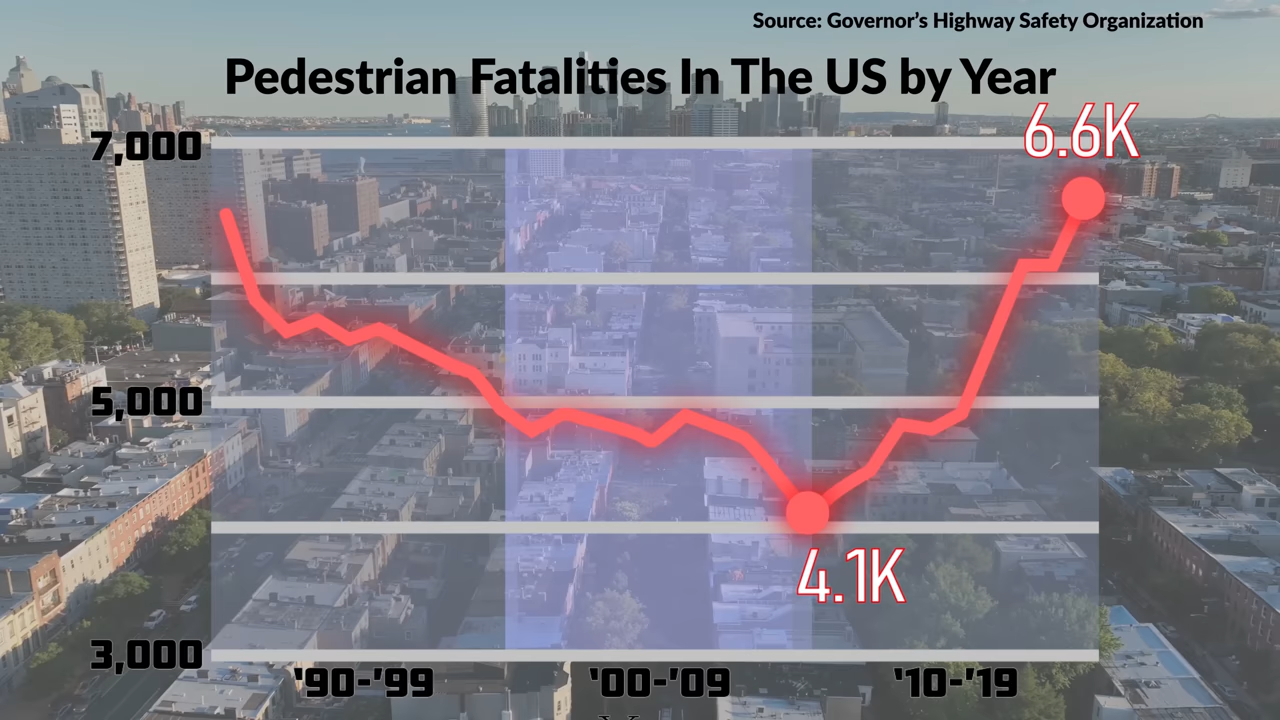 Source: Governor's Highway Safety Organization
Pedestrian Fatalities In The US by Year
6.6K
7,000
5,000
4.1K
3,000
'90-'99 '00-'09 '10-'19